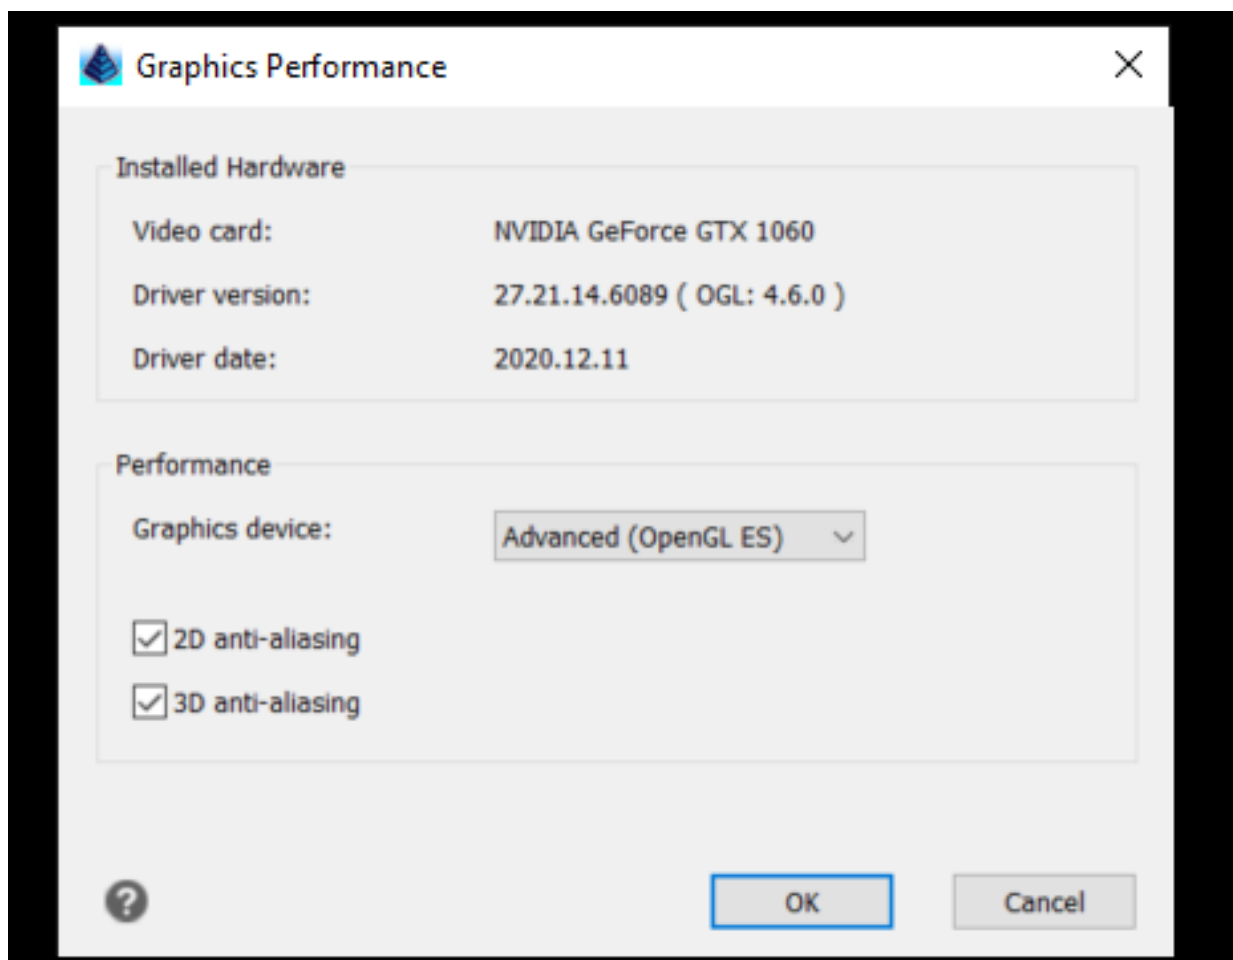 Graphics Performance
Installed Hardware
Video card: NVIDIA GeForce GTX 1060
Driver version: 27.21.14.6089 ( OGL: 4.6.0 )
Driver date: 2020.12.11
Performance
Graphics device: Advanced (OpenGL ES)
2D anti-aliasing
3D anti-aliasing
?
OK Cancel